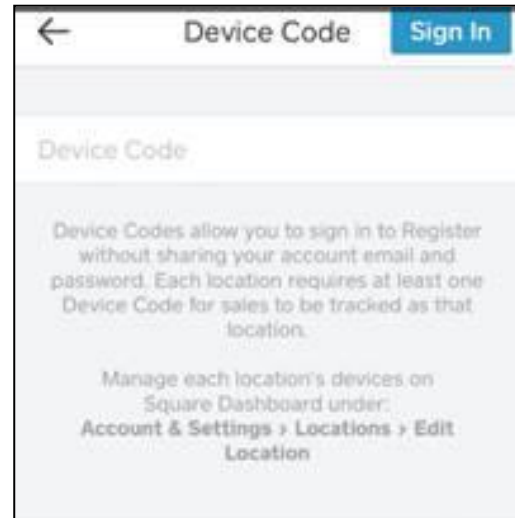 ← Device Code Sign In
Device Code
Device Codes allow you to sign in to Register
without sharing your account email and
password. Each location requires at least one
Device Code for sales to be tracked as that
location.
Manage each location's devices on
Square Dashboard under:
Account & Settings › Locations › Edit
Location